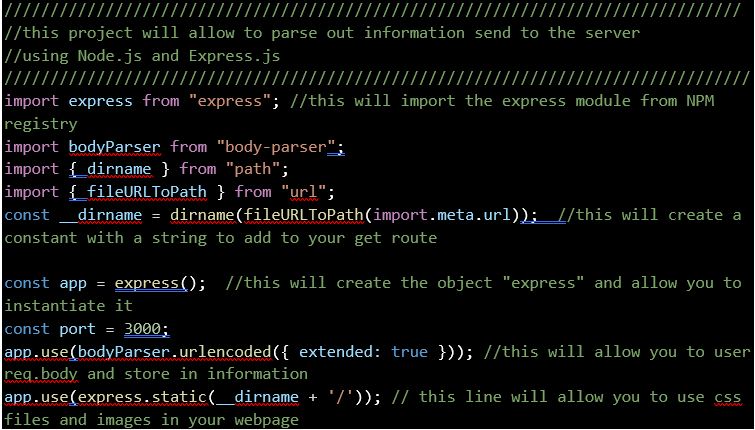 ////////////////////////////////////////////////////////////////////////////////
//this project will allow to parse out information send to the server
//using Node.js and Express.js
/////////////////////////////////////////////////////////////////////////////////
import express from "express"; //this will import the express module from NPM
registry
import bodyParser from "body-parser";
import { dirname } from "path";
import { fileURLToPath } from "url";
const __dirname = dirname(fileURLToPath(import.meta.url));  //this will create a
constant with a string to add to your get route

const app = express();  //this will create the object "express" and allow you to
instantiate it
const port = 3000;
app.use(bodyParser.urlencoded({ extended: true })); //this will allow you to user
req.body and store in information
app.use(express.static(__dirname + '/')); // this line will allow you to use css
files and images in your webpage